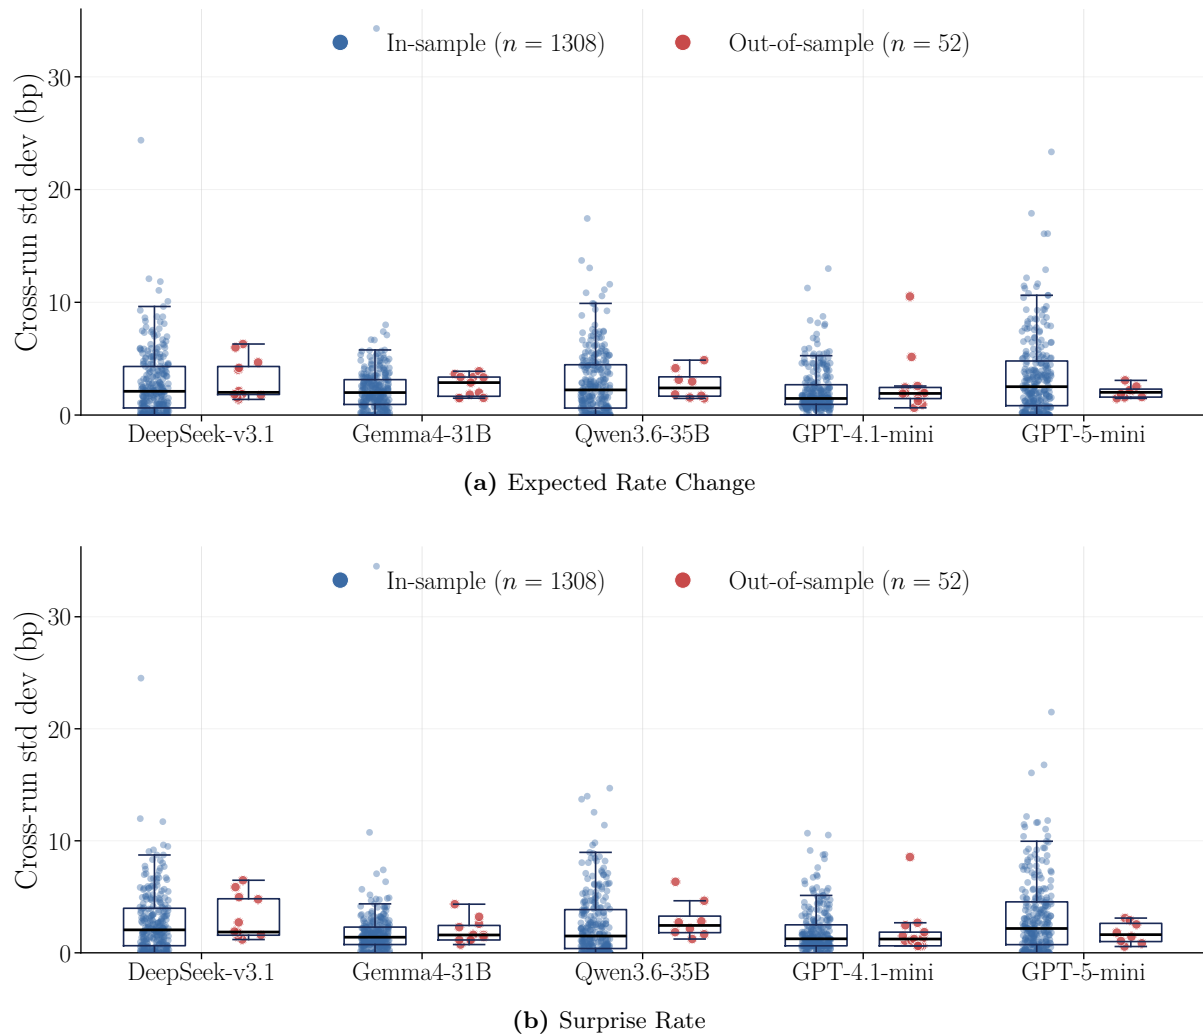 Cross-run std dev (bp)
In-sample (n = 1308)
Out-of-sample (n = 52)
30
20
10
0
DeepSeek-v3.1
Gemma4-31B
Qwen3.6-35B
GPT-4.1-mini
GPT-5-mini
(a) Expected Rate Change
Cross-run std dev (bp)
In-sample (n = 1308)
Out-of-sample (n = 52)
30
20
10
0
DeepSeek-v3.1
Gemma4-31B
Qwen3.6-35B
GPT-4.1-mini
GPT-5-mini
(b) Surprise Rate